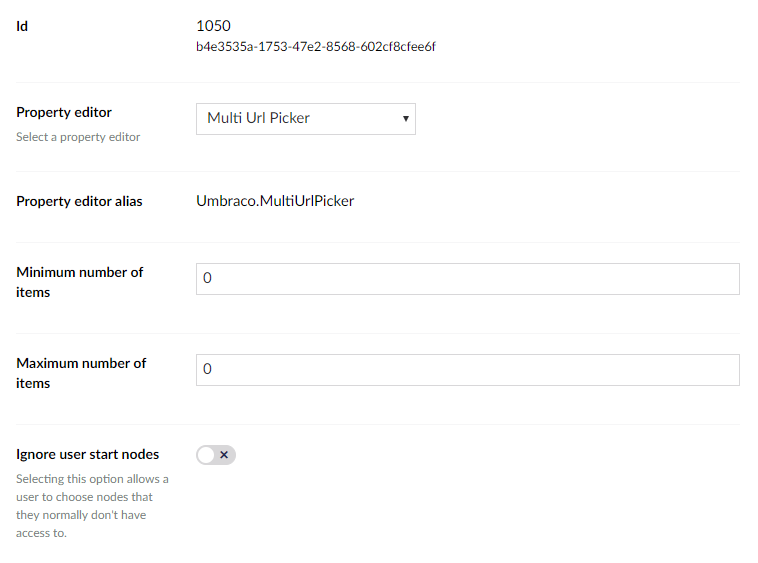 Id
1050
b4e3535a-1753-47e2-8568-602cf8cfee6f
Property editor
Select a property editor
Multi Url Picker
Property editor alias
Umbraco.MultiUrlPicker
Minimum number of
items
0
Maximum number of
items
0
Ignore user start nodes
Selecting this option allows a
user to choose nodes that
they normally don't have
access to.